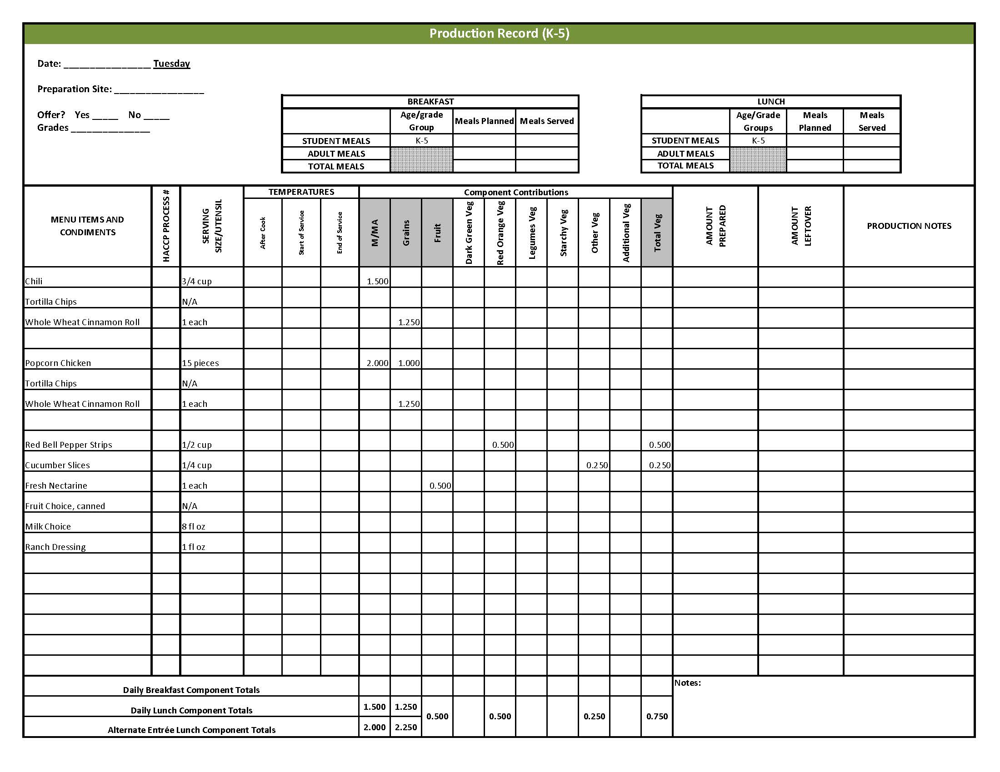 Production Record (K-5)
Date: _________________ Tuesday
Preparation Site: _________________
Offer? Yes _____ No _____
Grades _______________
BREAKFAST
Age/grade Group
Meals Planned
Meals Served
STUDENT MEALS K-5
ADULT MEALS
TOTAL MEALS
LUNCH
Age/Grade Groups
Meals Planned
Meals Served
STUDENT MEALS K-5
ADULT MEALS
TOTAL MEALS
MENU ITEMS AND
CONDIMENTS
HACCP PROCESS #
SERVING
SIZE/UTENSIL
TEMPERATURES
After Cook
Start of Service
End of Service
Component Contributions
M/MA
Grains
Fruit
Dark Green Veg
Red Orange Veg
Legumes Veg
Starchy Veg
Other Veg
Additional Veg
Total Veg
AMOUNT
PREPARED
AMOUNT
LEFTOVER
PRODUCTION NOTES
Chili 3/4 cup 1.500
Tortilla Chips N/A
Whole Wheat Cinnamon Roll 1 each 1.250
Popcorn Chicken 15 pieces 2.000 1.000
Tortilla Chips N/A
Whole Wheat Cinnamon Roll 1 each 1.250
Red Bell Pepper Strips 1/2 cup 0.500 0.500
Cucumber Slices 1/4 cup 0.250 0.250
Fresh Nectarine 1 each 0.500
Fruit Choice, canned N/A
Milk Choice 8 fl oz
Ranch Dressing 1 fl oz
Daily Breakfast Component Totals
Notes:
Daily Lunch Component Totals 1.500 1.250
0.500 0.500 0.250 0.750
Alternate Entrée Lunch Component Totals 2.000 2.250